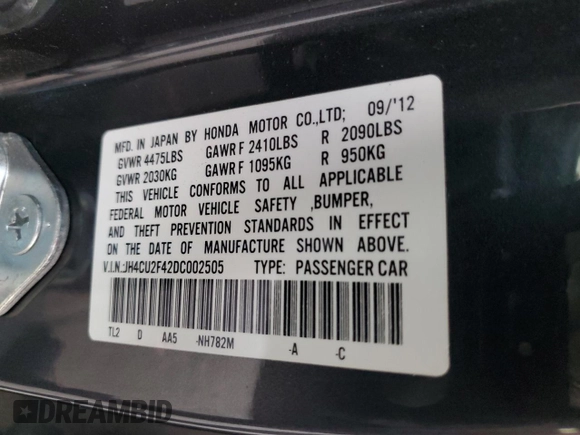 MFD. IN JAPAN BY HONDA MOTOR CO.,LTD; 09/'12
GVWR 4475LBS GAWR F 2410LBS R 2090LBS
GVWR 2030KG GAWR F 1095KG R 950KG
THIS VEHICLE CONFORMS TO ALL APPLICABLE
FEDERAL MOTOR VEHICLE SAFETY ,BUMPER,
AND THEFT PREVENTION STANDARDS IN EFFECT
ON THE DATE OF MANUFACTURE SHOWN ABOVE.
V.I.N.:JH4CU2F42DC002505 TYPE: PASSENGER CAR
TL2 0 AA5 -NH782M -A -C
DREAMBID